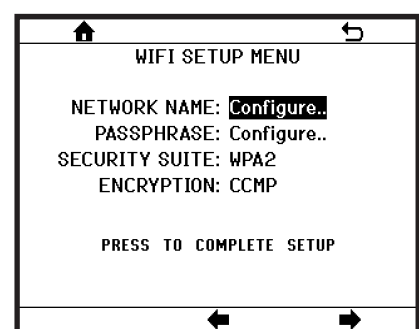 WIFI SETUP MENU
NETWORK NAME: Configure..
PASSPHRASE: Configure..
SECURITY SUITE: WPA2
ENCRYPTION: CCMP
PRESS TO COMPLETE SETUP